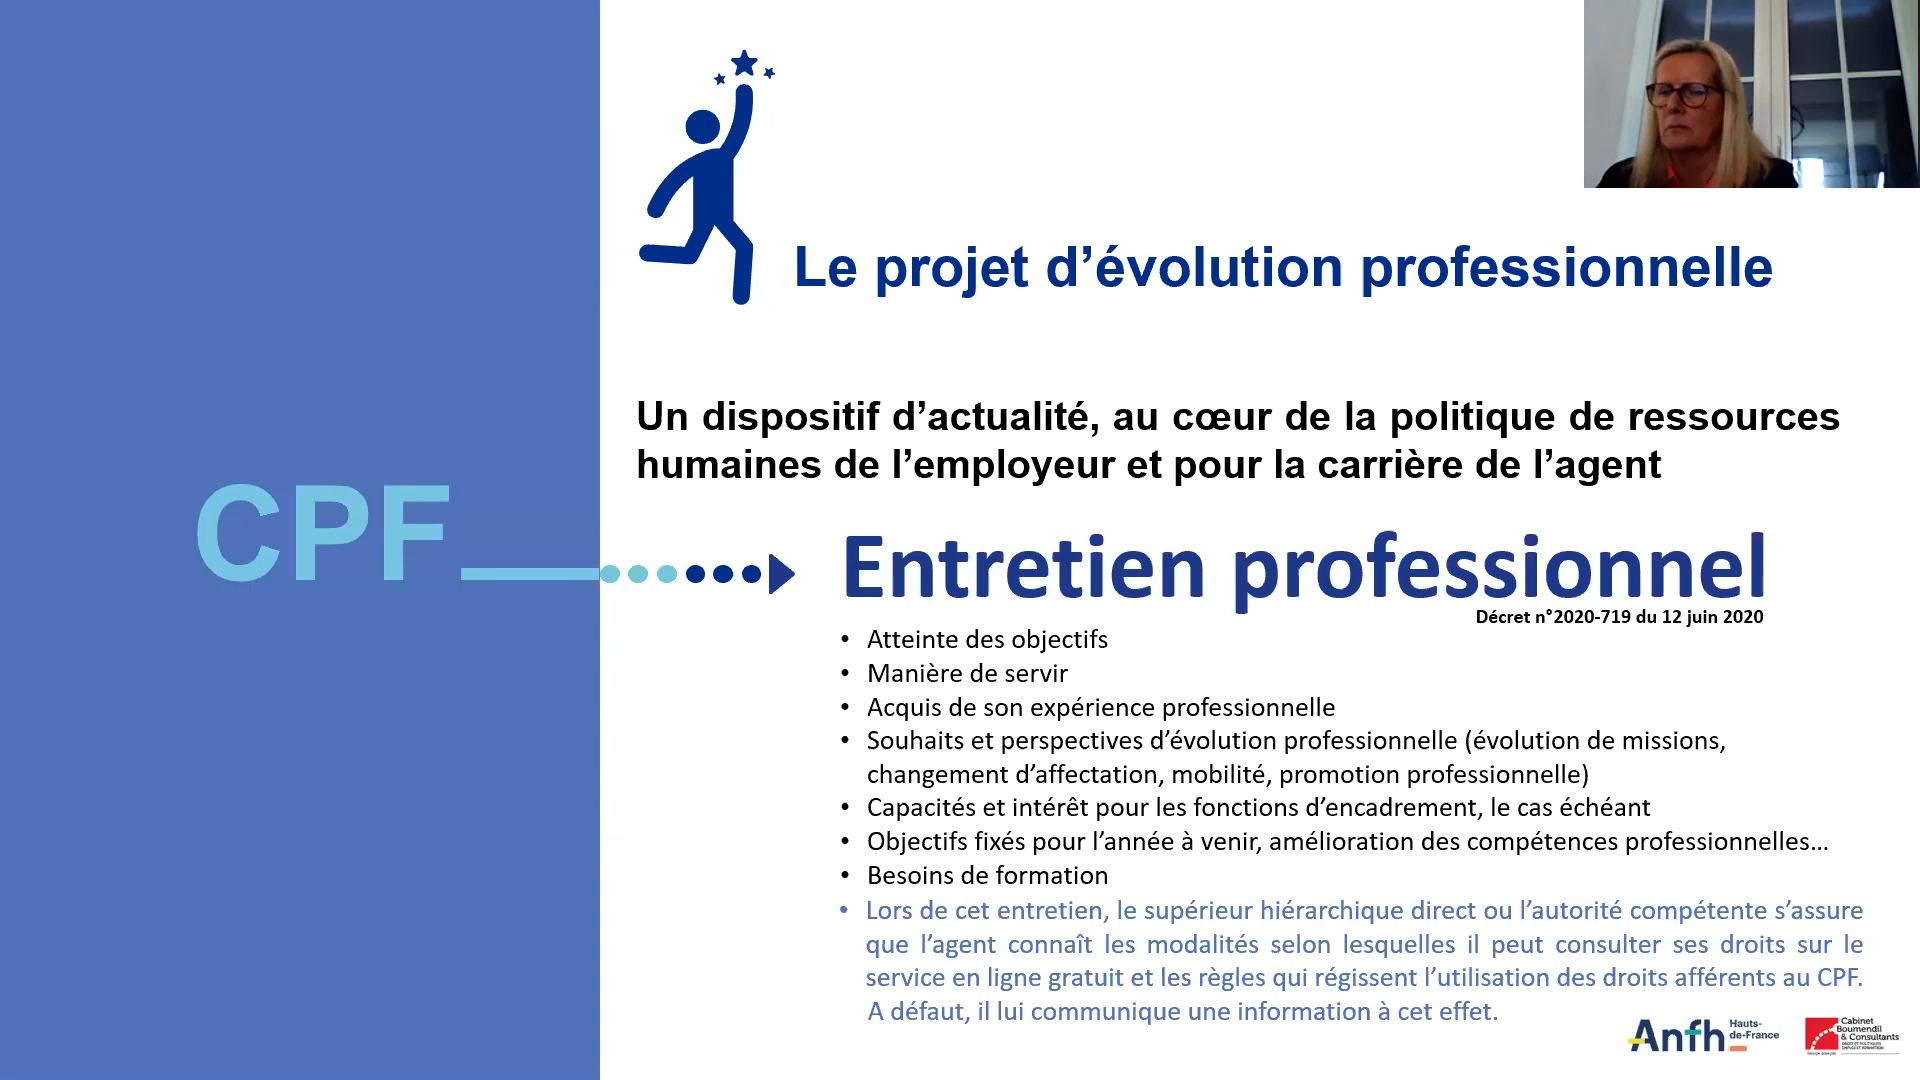 Le projet d’évolution professionnelle
Un dispositif d’actualité, au cœur de la politique de ressources
humaines de l’employeur et pour la carrière de l’agent
CPF
Entretien professionnel
Décret n°2020-719 du 12 juin 2020
• Atteinte des objectifs
• Manière de servir
• Acquis de son expérience professionnelle
• Souhaits et perspectives d’évolution professionnelle (évolution de missions,
changement d’affectation, mobilité, promotion professionnelle)
• Capacités et intérêt pour les fonctions d’encadrement, le cas échéant
• Objectifs fixés pour l’année à venir, amélioration des compétences professionnelles…
• Besoins de formation
• Lors de cet entretien, le supérieur hiérarchique direct ou l’autorité compétente s’assure
que l’agent connaît les modalités selon lesquelles il peut consulter ses droits sur le
service en ligne gratuit et les règles qui régissent l’utilisation des droits afférents au CPF.
A défaut, il lui communique une information à cet effet.
Anfh
Hauts-
de-France
Cabinet
Boumendil
& Consultants